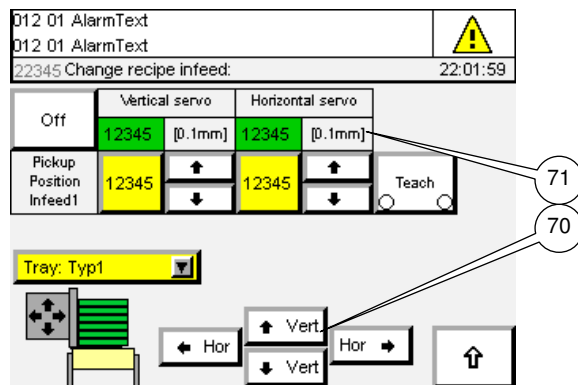 012 01 AlarmText
012 01 AlarmText
22345 Change recipe infeed: 22:01:59
Off
Vertical servo Horizontal servo
12345 [0.1mm] 12345 [0.1mm]
Pickup
Position
Infeed1
12345 12345 Teach
71
70
Tray: Typ1
Vert.
Hor Hor
Vert